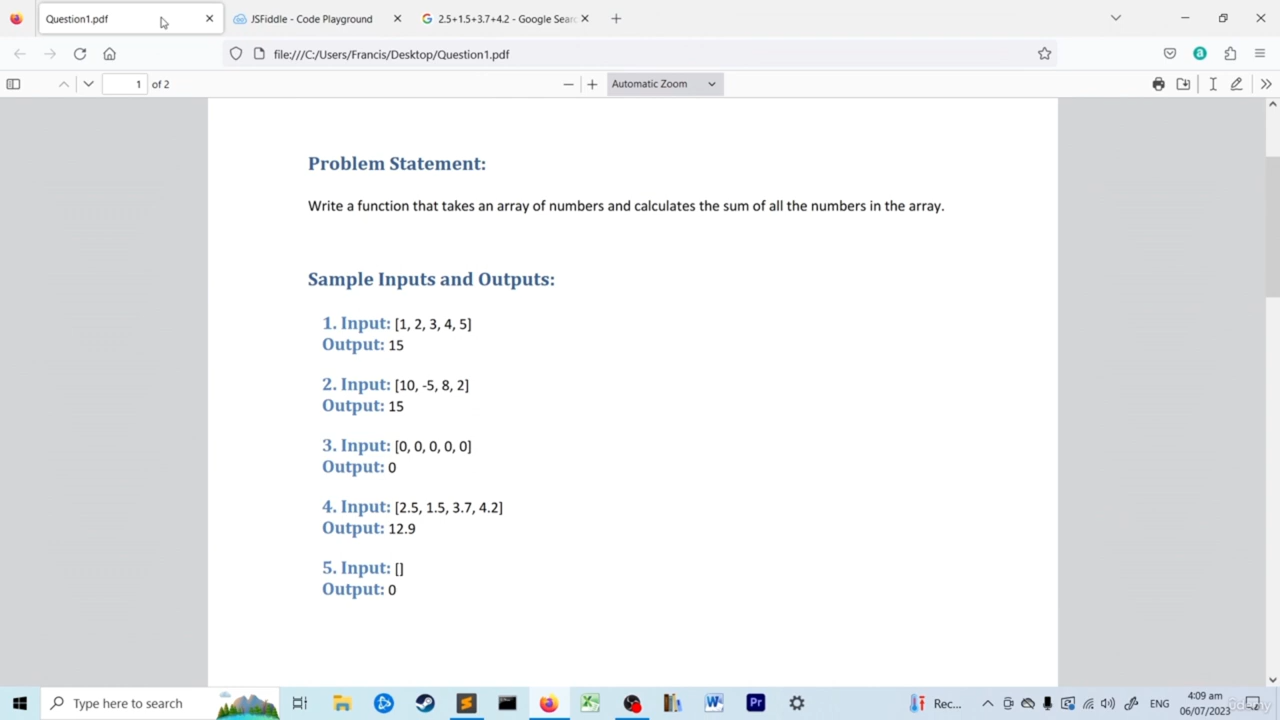 Question1.pdf
JSFiddle - Code Playground
2.5+1.5+3.7+4.2 - Google Sear
file:///C:/Users/Francis/Desktop/Question1.pdf
1 of 2
Automatic Zoom
Problem Statement:
Write a function that takes an array of numbers and calculates the sum of all the numbers in the array.
Sample Inputs and Outputs:
1. Input: [1, 2, 3, 4, 5]
Output: 15
2. Input: [10, -5, 8, 2]
Output: 15
3. Input: [0, 0, 0, 0, 0]
Output: 0
4. Input: [2.5, 1.5, 3.7, 4.2]
Output: 12.9
5. Input: []
Output: 0
Type here to search
Rec...
ENG
4:09 am
06/07/2023
Udemy